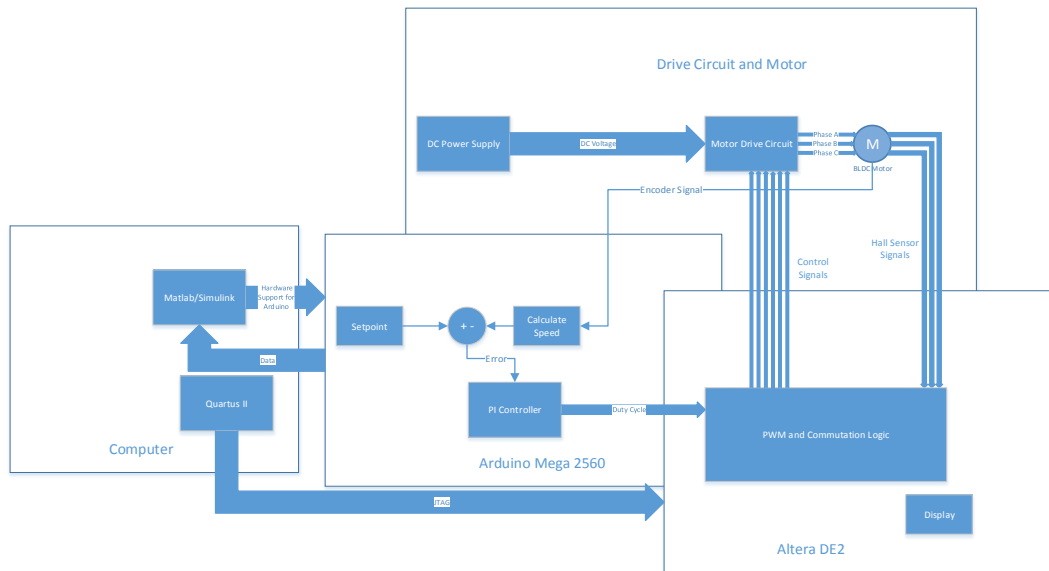 Drive Circuit and Motor
DC Power Supply
DC Voltage
Motor Drive Circuit
Phase A
Phase B
Phase C
M
BLDC Motor
Encoder Signal
Hall Sensor
Signals
Control
Signals
Matlab/Simulink
Hardware
Support for
Arduino
Setpoint
+ -
Calculate
Speed
Data
Error
Quartus II
PI Controller
Duty Cycle
PWM and Commutation Logic
Computer
Arduino Mega 2560
JTAG
Display
Altera DE2